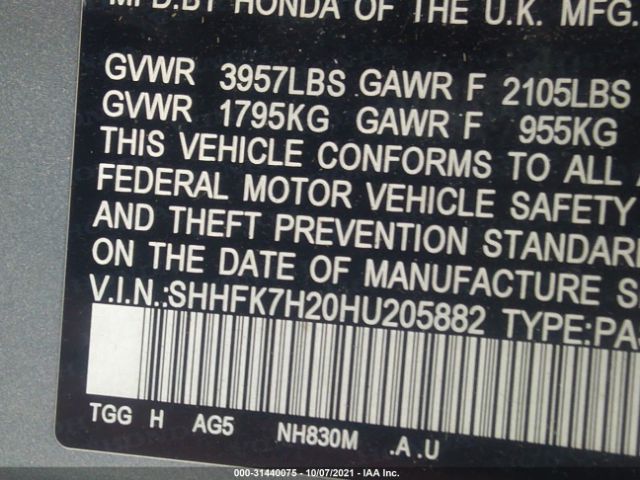 MFD.BY HONDA OF THE U.K. MFG.
GVWR 3957LBS GAWR F 2105LBS
GVWR 1795KG GAWR F 955KG
THIS VEHICLE CONFORMS TO ALL
FEDERAL MOTOR VEHICLE SAFETY
AND THEFT PREVENTION STANDAR
ON THE DATE OF MANUFACTURE S
V.I.N.:SHHFK7H20HU205882 TYPE:PA
TGG H AG5 NH830M .A.U
000-31440075 - 10/07/2021 - IAA Inc.